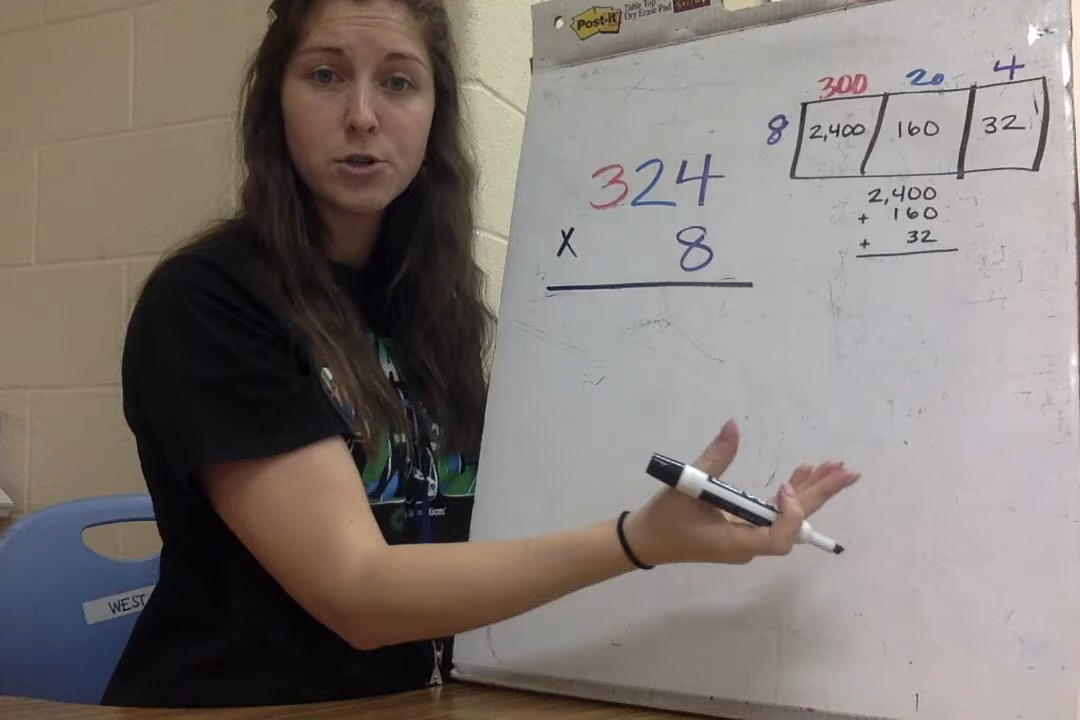 Post-it
Table Top
Dry Erase Pad
300 20 4
8 2,400 160 32
324
x 8
2,400
+ 160
+ 32
WEST